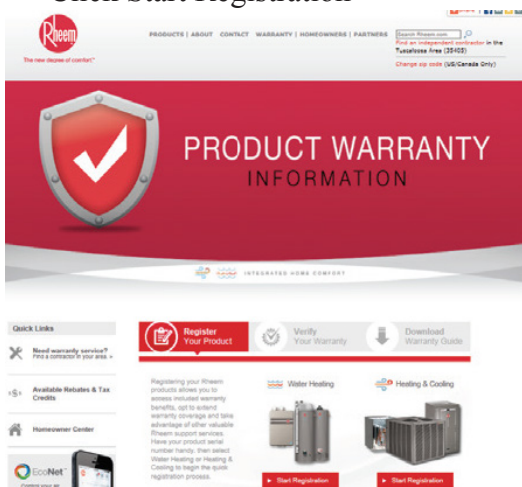 Click Start Registration
Rheem
The new degree of comfort.™
PRODUCTS | ABOUT CONTACT WARRANTY | HOMEOWNERS | PARTNERS
Search Rheem.com
Find an independent contractor in the
Tuscaloosa Area (35405)
Change zip code (US/Canada Only)
PRODUCT WARRANTY
INFORMATION
INTEGRATED HOME COMFORT
Quick Links
Need warranty service?
Find a contractor in your area. »
Available Rebates & Tax
Credits
Homeowner Center
EcoNet™
Control your air
Register
Your Product
Verify
Your Warranty
Download
Warranty Guide
Registering your Rheem
products allows you to
access included warranty
benefits, opt to extend
warranty coverage and take
advantage of other valuable
Rheem support services.
Have your product serial
number handy, then select
Water Heating or Heating &
Cooling to begin the quick
registration process.
Water Heating
Start Registration
Heating & Cooling
Start Registration